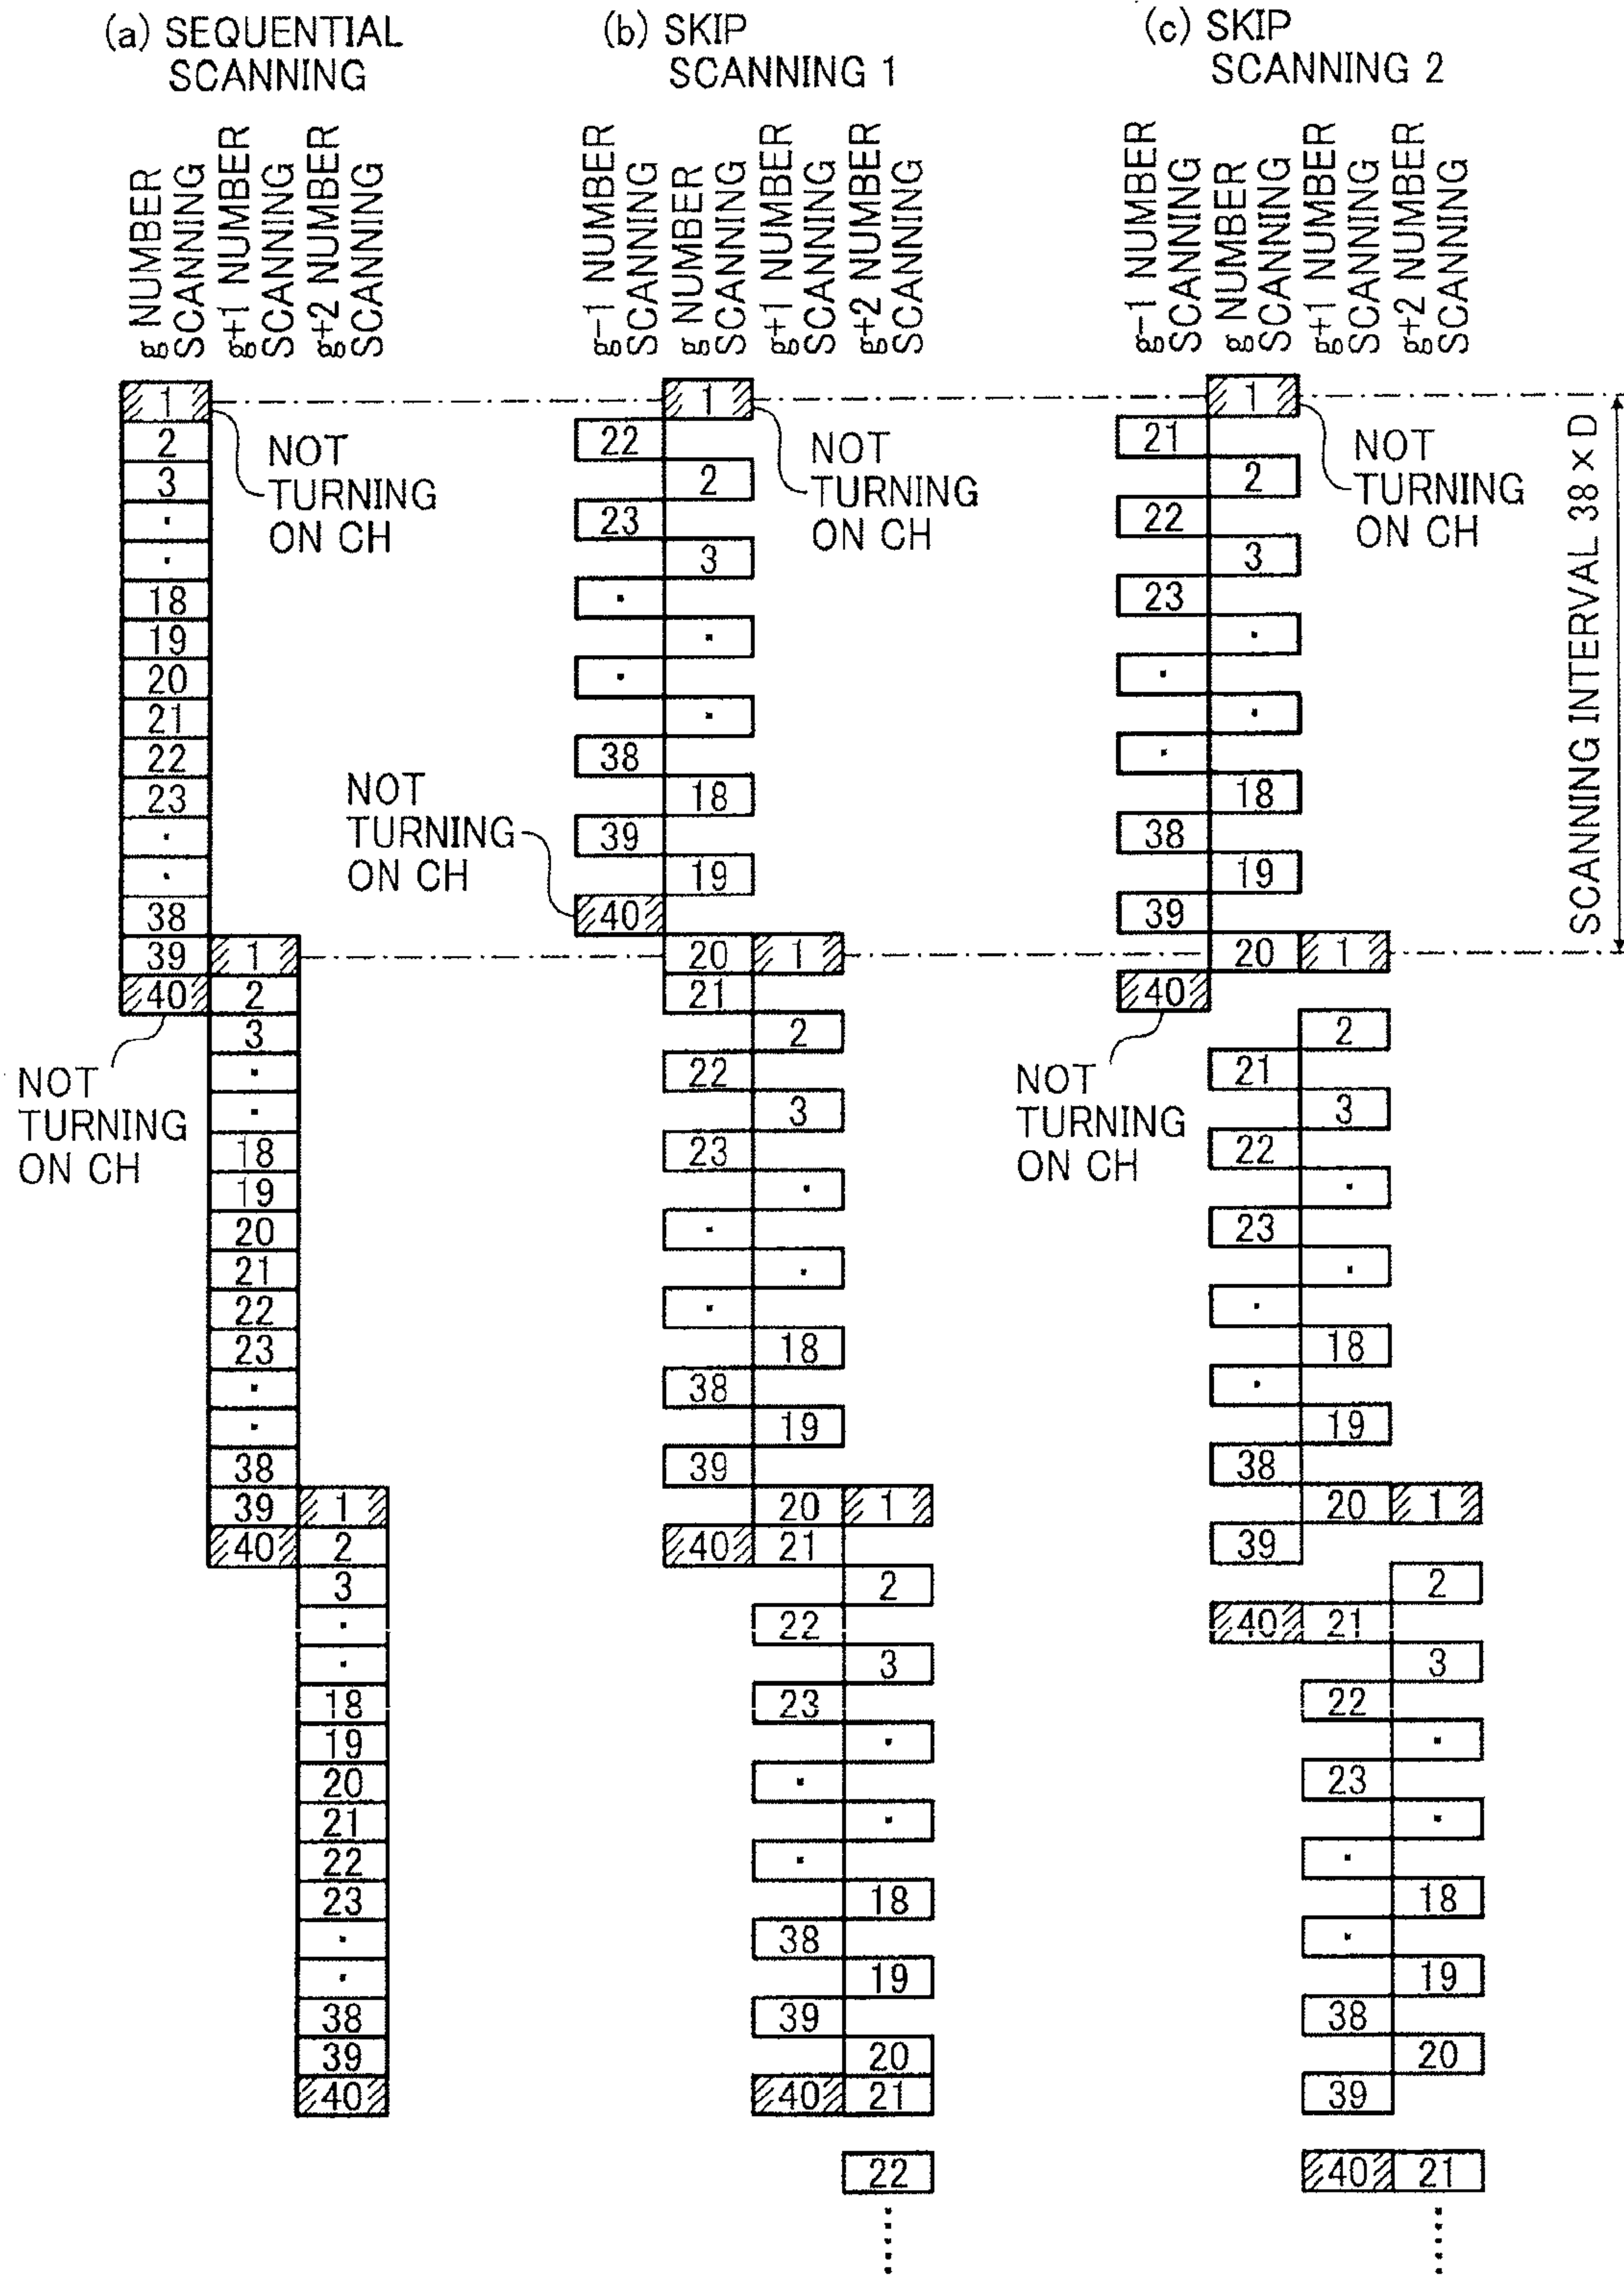 (a) SEQUENTIAL
SCANNING
g NUMBER
SCANNING
g+1 NUMBER
SCANNING
g+2 NUMBER
SCANNING
1
2
3
·
·
18
19
20
21
22
23
·
·
38
39 1
40 2
3
·
·
18
19
20
21
22
23
·
·
38
39 1
40 2
3
·
·
18
19
20
21
22
23
·
·
38
39
40
NOT
TURNING
ON CH
NOT
TURNING
ON CH
(b) SKIP
SCANNING 1
g-1 NUMBER
SCANNING
g NUMBER
SCANNING
g+1 NUMBER
SCANNING
g+2 NUMBER
SCANNING
1
22
2
23
3
·
·
·
·
38
18
39
19
40
20 1
21
2
22
3
23
·
·
·
·
18
38
19
39
20 1
40 21
2
22
3
23
·
·
·
·
18
38
19
39
20
40 21
22
NOT
TURNING
ON CH
NOT
TURNING
ON CH
(c) SKIP
SCANNING 2
g-1 NUMBER
SCANNING
g NUMBER
SCANNING
g+1 NUMBER
SCANNING
g+2 NUMBER
SCANNING
1
21
2
22
3
23
·
·
·
·
18
38
19
39
20 1
40
2
21
3
22
·
23
·
·
18
·
19
38
20 1
39
2
40 21
3
22
·
23
·
·
18
·
19
38
20
39
40 21
NOT
TURNING
ON CH
NOT
TURNING
ON CH
SCANNING INTERVAL 38 × D